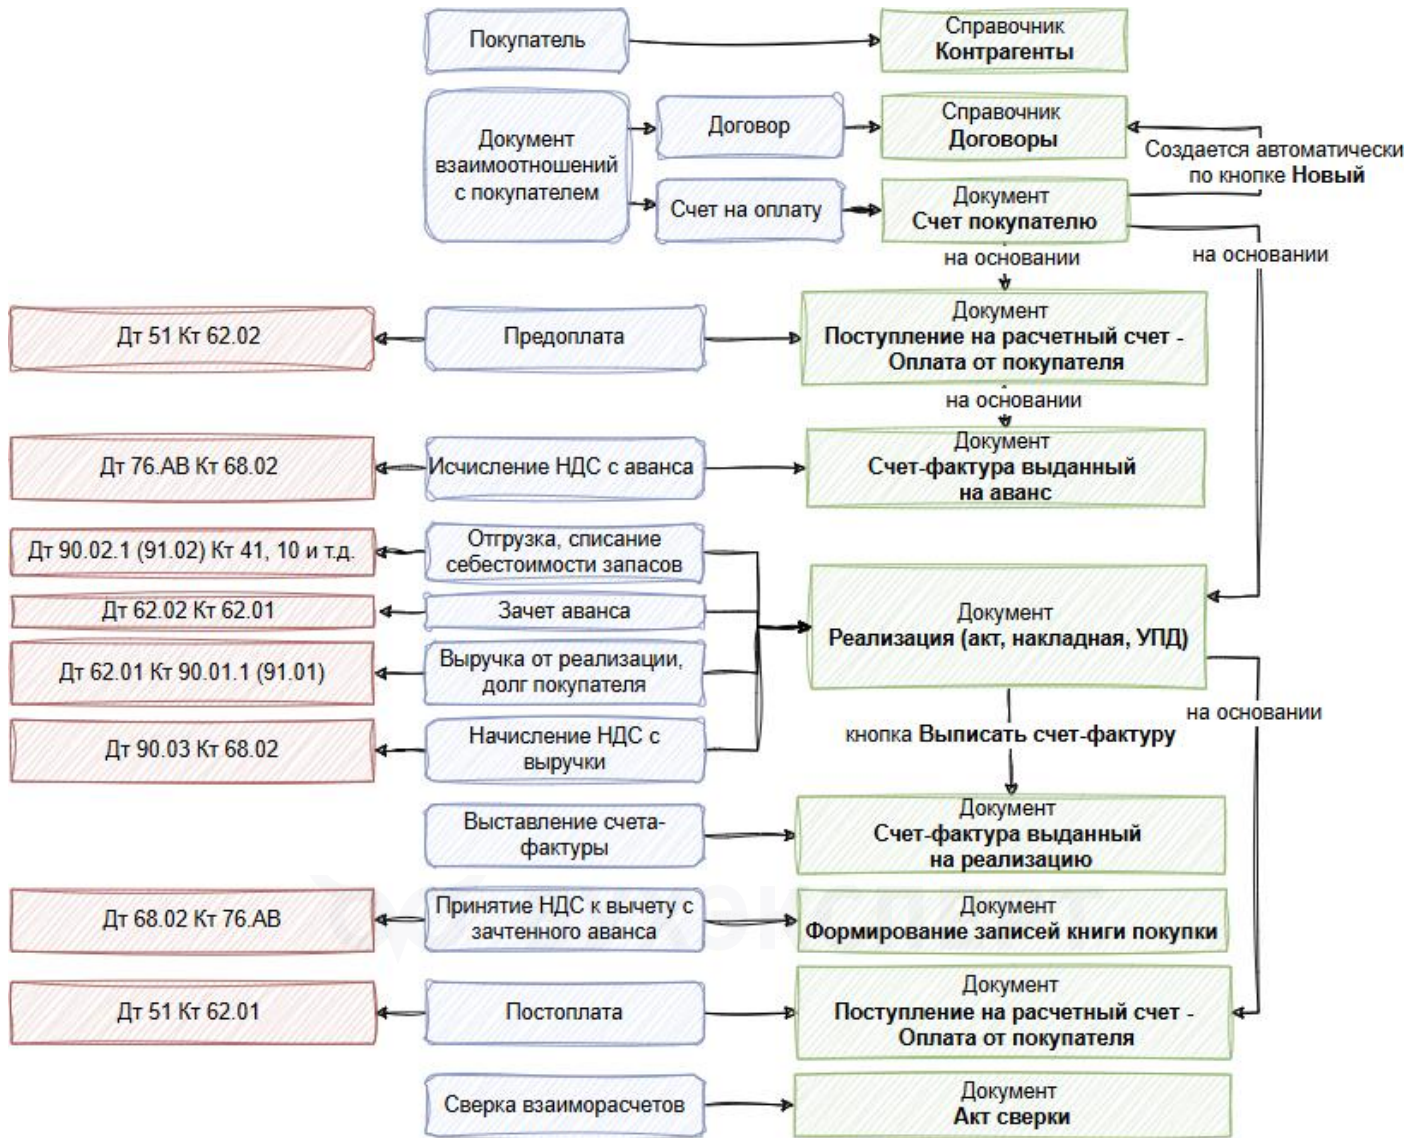 Покупатель
Справочник
Контрагенты
Документ
взаимоотношений
с покупателем
Договор
Справочник
Договоры
Создается автоматически
по кнопке Новый
Счет на оплату
Документ
Счет покупателю
на основании
на основании
Дт 51 Кт 62.02
Предоплата
Документ
Поступление на расчетный счет -
Оплата от покупателя
на основании
Дт 76.АВ Кт 68.02
Исчисление НДС с аванса
Документ
Счет-фактура выданный
на аванс
Дт 90.02.1 (91.02) Кт 41, 10 и т.д.
Отгрузка, списание
себестоимости запасов
Дт 62.02 Кт 62.01
Зачет аванса
Документ
Реализация (акт, накладная, УПД)
Дт 62.01 Кт 90.01.1 (91.01)
Выручка от реализации,
долг покупателя
Дт 90.03 Кт 68.02
Начисление НДС с
выручки
кнопка Выписать счет-фактуру
на основании
Выставление счета-
фактуры
Документ
Счет-фактура выданный
на реализацию
Дт 68.02 Кт 76.АВ
Принятие НДС к вычету с
зачтенного аванса
Документ
Формирование записей книги покупки
Дт 51 Кт 62.01
Постоплата
Документ
Поступление на расчетный счет -
Оплата от покупателя
Сверка взаиморасчетов
Документ
Акт сверки